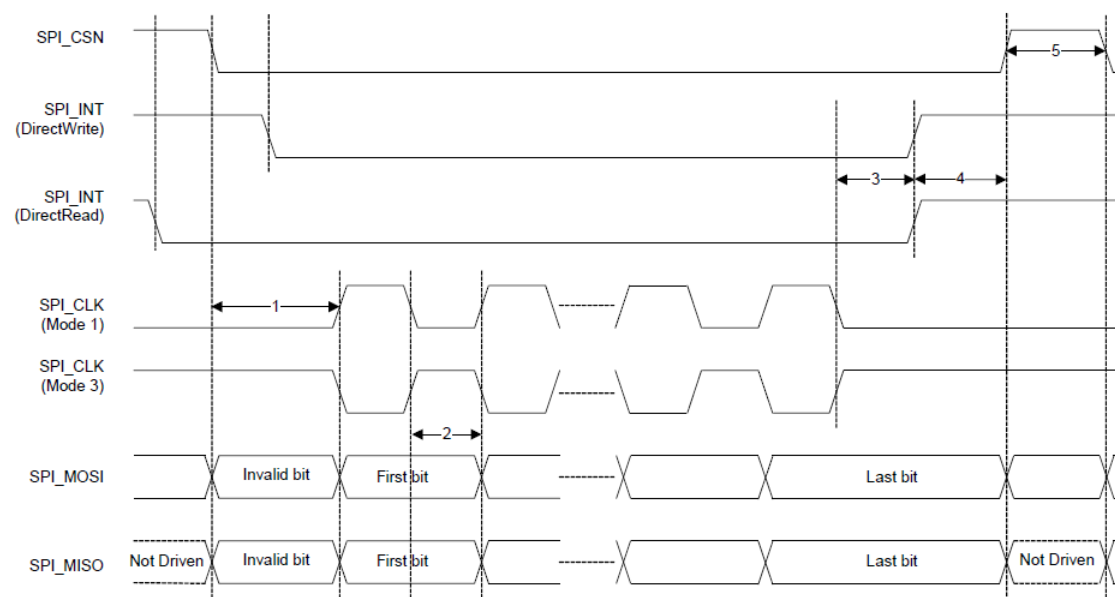 SPI_CSN
5
SPI_INT
(DirectWrite)
3
4
SPI_INT
(DirectRead)
1
SPI_CLK
(Mode 1)
SPI_CLK
(Mode 3)
2
SPI_MOSI
Invalid bit
First bit
Last bit
SPI_MISO
Not Driven
Invalid bit
First bit
Last bit
Not Driven